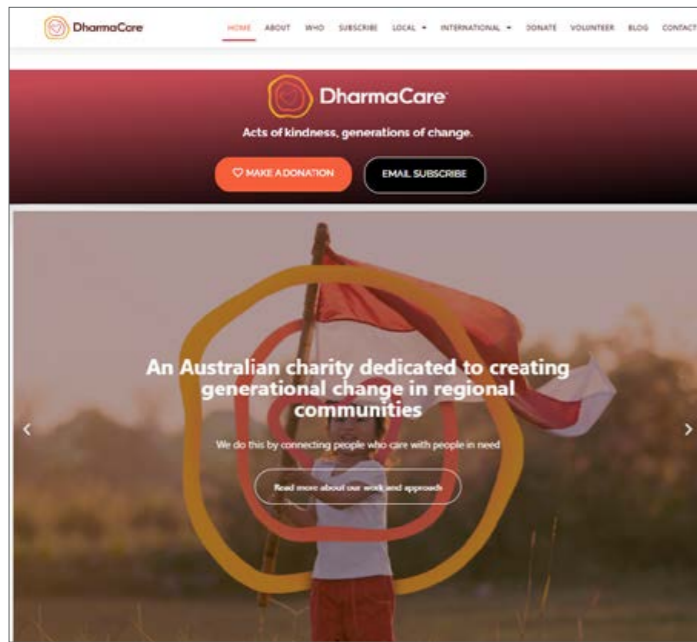 DharmaCare
HOME ABOUT WHO SUBSCRIBE LOCAL INTERNATIONAL DONATE VOLUNTEER BLOG CONTACT
DharmaCare
Acts of kindness, generations of change.
MAKE A DONATION EMAIL SUBSCRIBE
An Australian charity dedicated to creating
generational change in regional
communities
We do this by connecting people who care with people in need
Read more about our work and approach